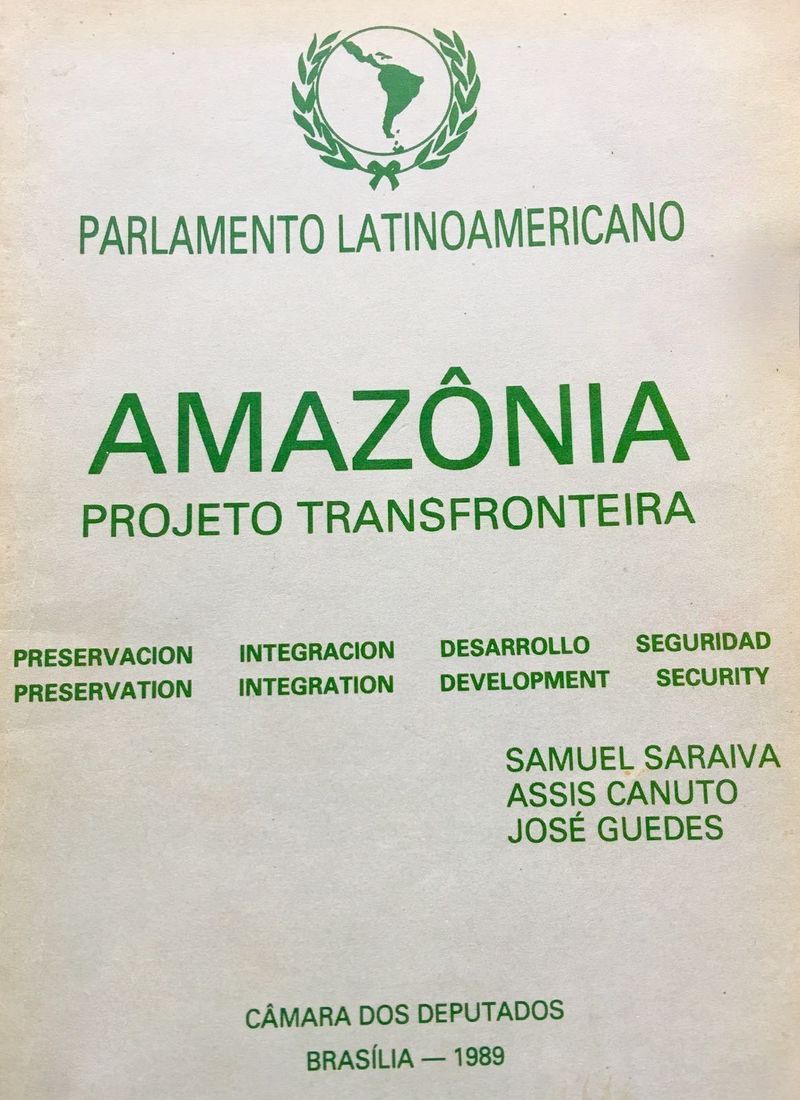 PARLAMENTO LATINOAMERICANO
AMAZÔNIA
PROJETO TRANSFRONTEIRA
PRESERVACION INTEGRACION DESARROLLO SEGURIDAD
PRESERVATION INTEGRATION DEVELOPMENT SECURITY
SAMUEL SARAIVA
ASSIS CANUTO
JOSÉ GUEDES
CÂMARA DOS DEPUTADOS
BRASÍLIA — 1989